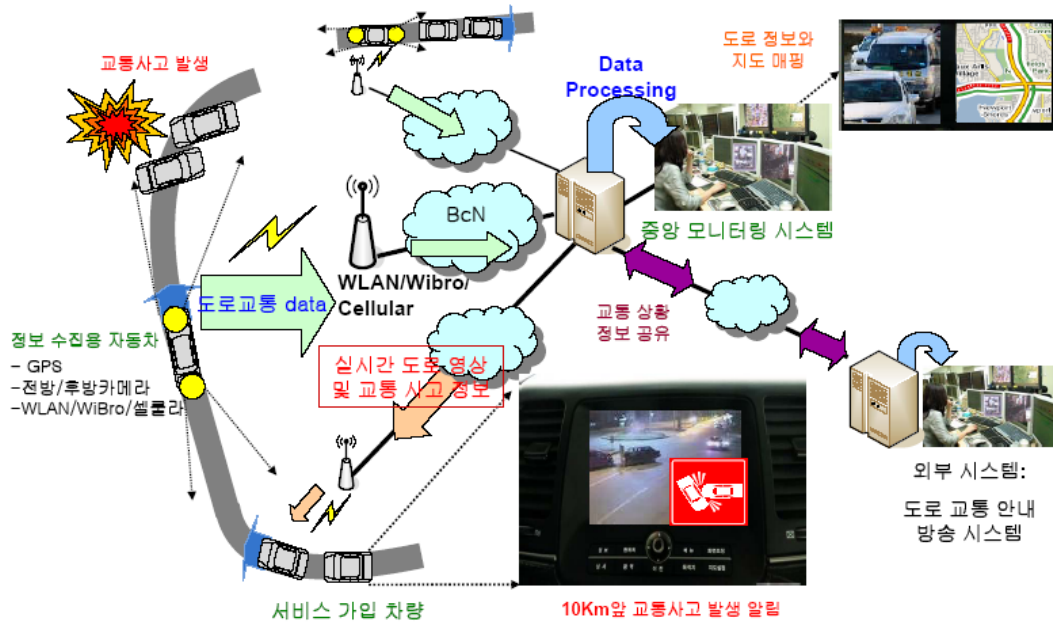 교통사고 발생
Data
Processing
도로 정보와
지도 매핑
BcN
중앙 모니터링 시스템
WLAN/Wibro/
Cellular
도로교통 data
정보 수집용 자동차
- GPS
-전방/후방카메라
-WLAN/WiBro/셀룰라
교통 상황
정보 공유
실시간 도로 영상
및 교통 사고 정보
외부 시스템:
도로 교통 안내
방송 시스템
서비스 가입 차량
10Km앞 교통사고 발생 알림